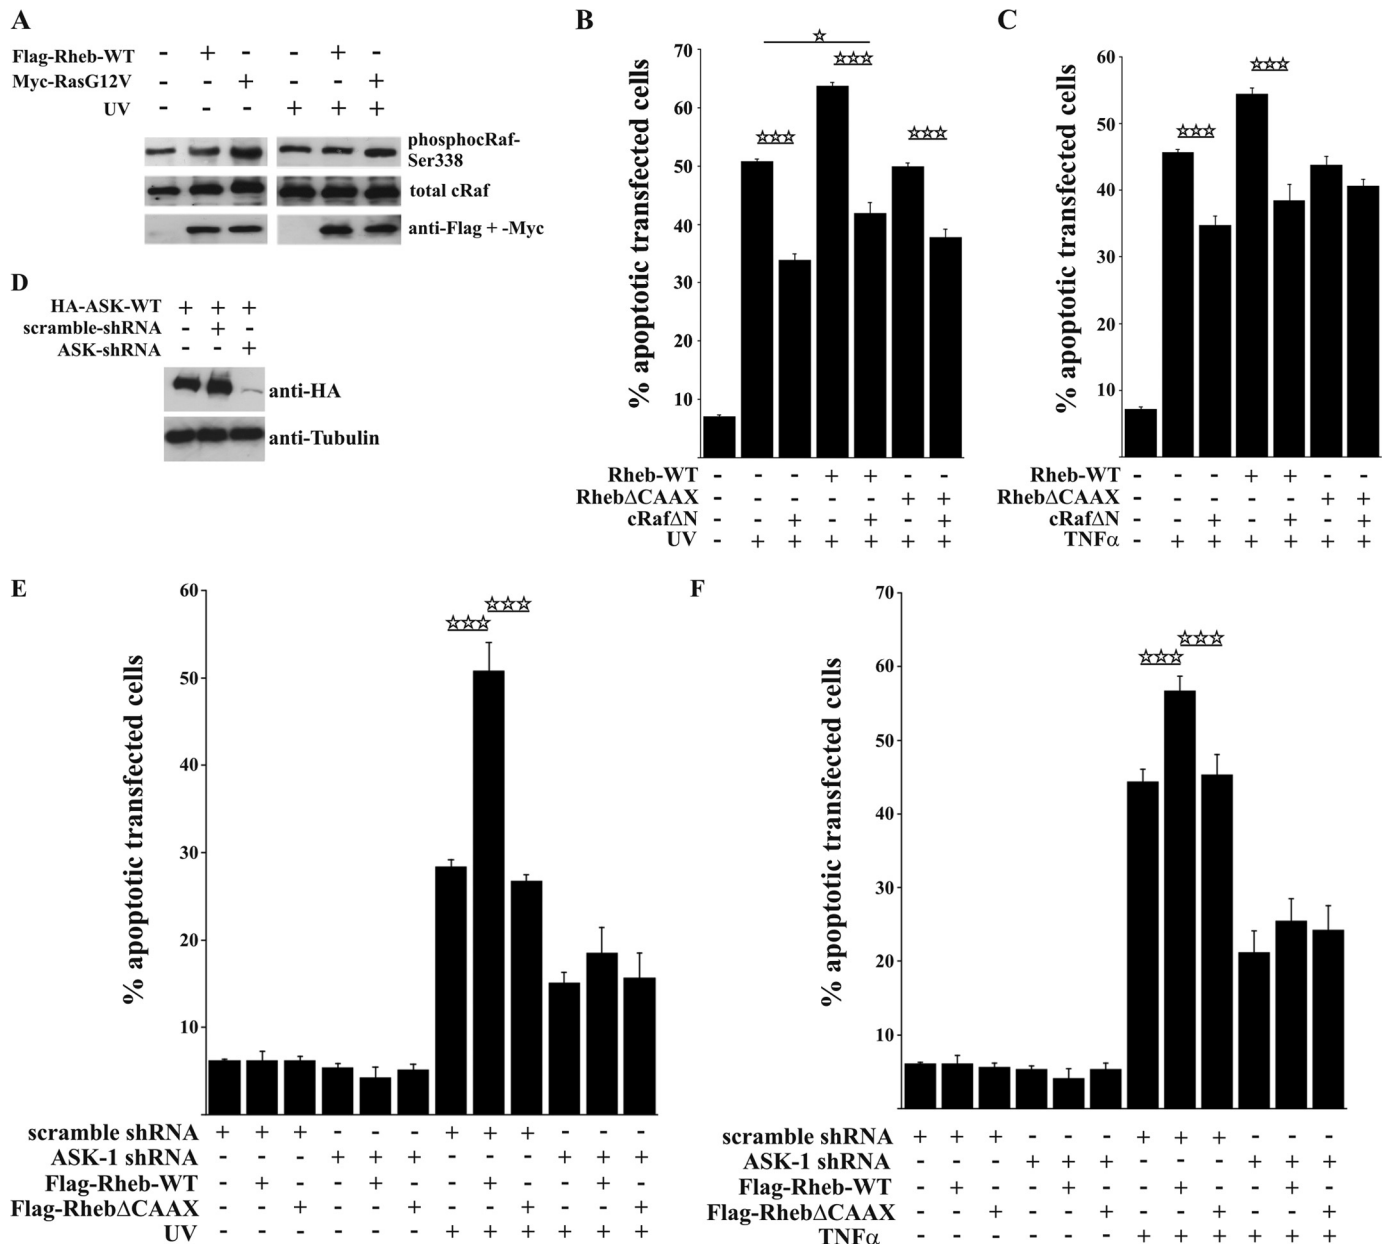 A
Flag-Rheb-WT - + - - + -
Myc-RasG12V - - + - - +
UV - - - + + +
phosphocRaf-
Ser338
total cRaf
anti-Flag + -Myc
B
% apoptotic transfected cells
70
60
50
40
30
20
10
☆
☆☆☆
☆☆☆
☆☆☆
Rheb-WT - - - + + - -
RhebΔCAAX - - - - - + +
cRafΔN - - + - + - +
UV - + + + + + +
C
% apoptotic transfected cells
60
50
40
30
20
10
☆☆☆
☆☆☆
Rheb-WT - - - + + - -
RhebΔCAAX - - - - - + +
cRafΔN - - + - + - +
TNFα - + + + + + +
D
HA-ASK-WT + + +
scramble-shRNA - + -
ASK-shRNA - - +
anti-HA
anti-Tubulin
E
% apoptotic transfected cells
60
50
40
30
20
10
☆☆☆
☆☆☆
scramble shRNA + + + - - - + + + - - -
ASK-1 shRNA - - - + + + - - - + + +
Flag-Rheb-WT - + - - + - - + - - + -
Flag-RhebΔCAAX - - + - - + - - + - - +
UV - - - - - - + + + + + +
F
% apoptotic transfected cells
70
60
50
40
30
20
10
☆☆☆
☆☆☆
scramble shRNA + + + - - - + + + - - -
ASK-1 shRNA - - - + + + - - - + + +
Flag-Rheb-WT - + - - + - - + - - + -
Flag-RhebΔCAAX - - + - - + - - + - - +
TNFα - - - - - - + + + + + +